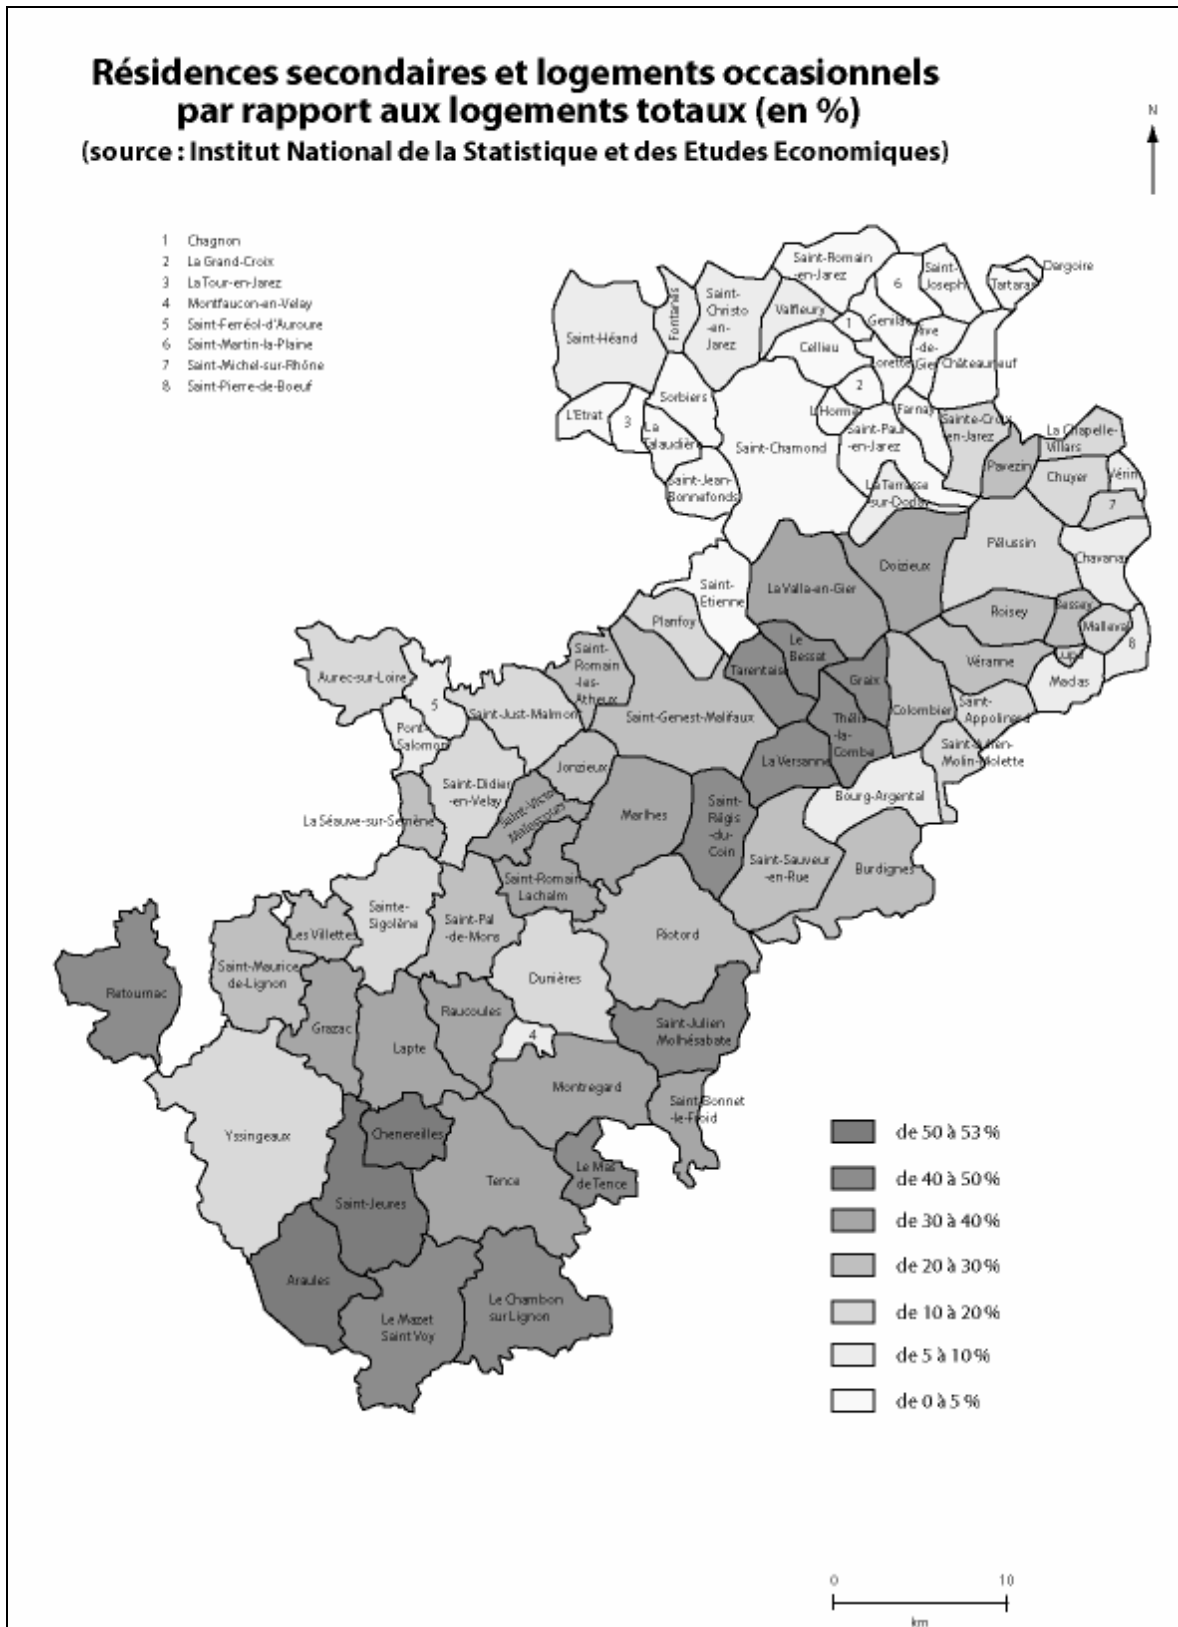 Résidences secondaires et logements occasionnels
par rapport aux logements totaux (en %)
(source : Institut National de la Statistique et des Etudes Economiques)
N
1 Chagnon
2 La Grand-Croix
3 La Tour-en-Jarez
4 Montfaucon-en-Velay
5 Saint-Ferréol-d'Auroure
6 Saint-Martin-la-Plaine
7 Saint-Michel-sur-Rhône
8 Saint-Pierre-de-Boeuf
Saint-Romain
-en-Jarez
6
Saint-
Joseph
Dargoire
Tartaras
Saint-Héand
Fontanès
Saint-
Christo
-en-
Jarez
Valfleury
1
Genilac
Rive
-de-
Gier
Cellieu
Lorette
Châteauneuf
2
Sorbiers
L'Etrat
3
La
Talaudière
L'Horme
Farnay
Saint-Paul
-en-Jarez
Saint-Chamond
Sainte-Croix
-en-Jarez
La Chapelle-
Villars
Pavezin
Chuyer
Vérin
7
Saint-Jean-
Bonnefonds
La Terrasse
-sur-Dorlay
Pélussin
Chavanay
Doizieux
La Valla-en-Gier
Saint-
Etienne
Planfoy
Roisey
Bessey
Malleval
8
Lupé
Véranne
Maclas
Le
Bessat
Tarentaise
Graix
Colombier
Saint-
Appolinard
Thélis
-la-
Combe
Saint-Julien-
Molin-Molette
La Versanne
Bourg-Argental
Saint-
Romain
-les-
Atheux
Saint-Genest-Malifaux
Aurec-sur-Loire
5
Saint-Just-Malmont
Pont-
Salomon
Jonzieux
Saint-Didier
-en-Velay
Saint-Victor
Malescours
Marlhes
Saint-
Régis
-du-
Coin
La Séauve-sur-Semène
Saint-Sauveur
-en-Rue
Burdignes
Saint-Romain
Lachalm
Sainte-
Sigolène
Saint-Pal
-de-Mons
Riotord
Les Villettes
Saint-Maurice
de-Lignon
Retournac
Dunières
Grazac
Lapte
Raucoules
4
Saint-Julien
Molhésabate
Montregard
Saint-Bonnet
-le-Froid
Yssingeaux
Chenereilles
Le Mas
de Tence
Tence
Saint-Jeures
Araules
Le Mazet
Saint Voy
Le Chambon
sur Lignon
de 50 à 53 %
de 40 à 50 %
de 30 à 40 %
de 20 à 30 %
de 10 à 20 %
de 5 à 10 %
de 0 à 5 %
0 10
km